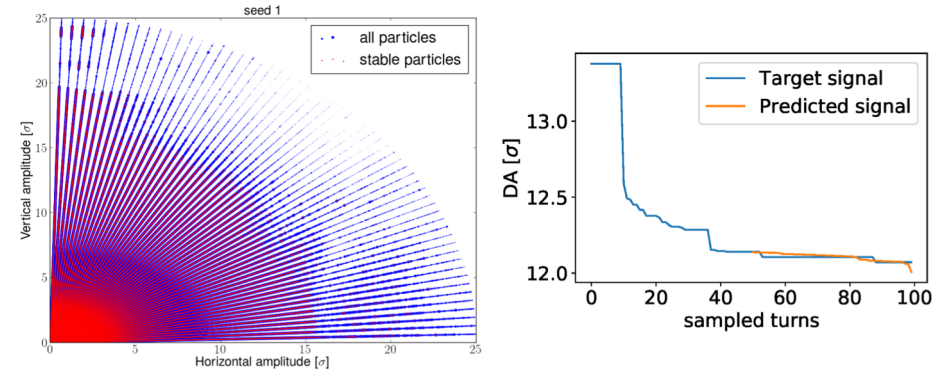 seed 1
25
20
15
10
5
0
Vertical amplitude [σ]
all particles
stable particles
0 5 10 15 20 25
Horizontal amplitude [σ]
13.0
12.5
12.0
DA [σ]
Target signal
Predicted signal
0 20 40 60 80 100
sampled turns